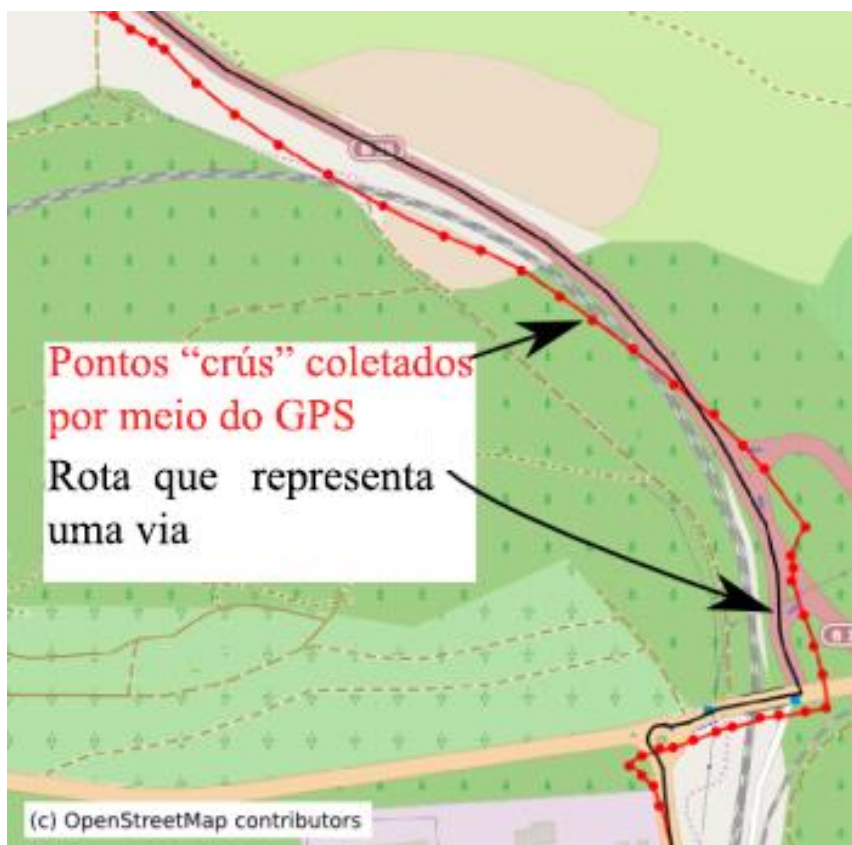 Pontos “crús” coletados
por meio do GPS
Rota que representa
uma via
(c) OpenStreetMap contributors